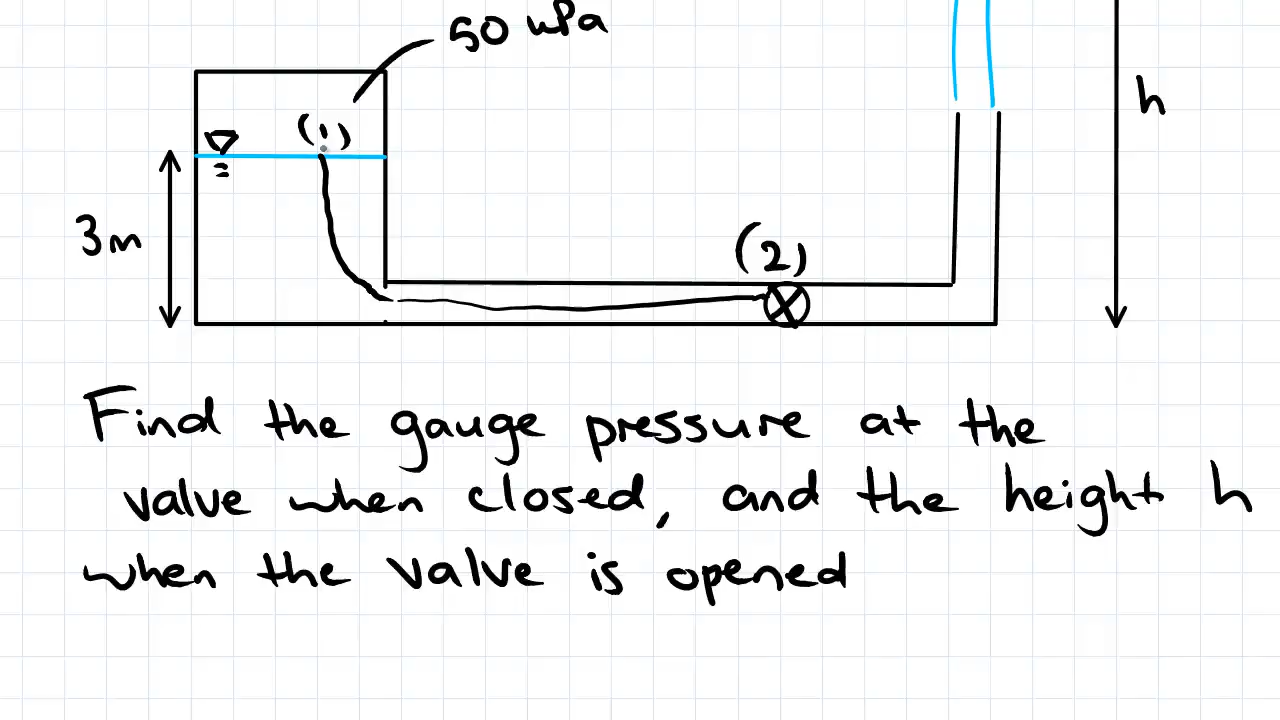 50 kPa
h
(1)
3m
(2)
Find the gauge pressure at the
valve when closed, and the height h
when the valve is opened